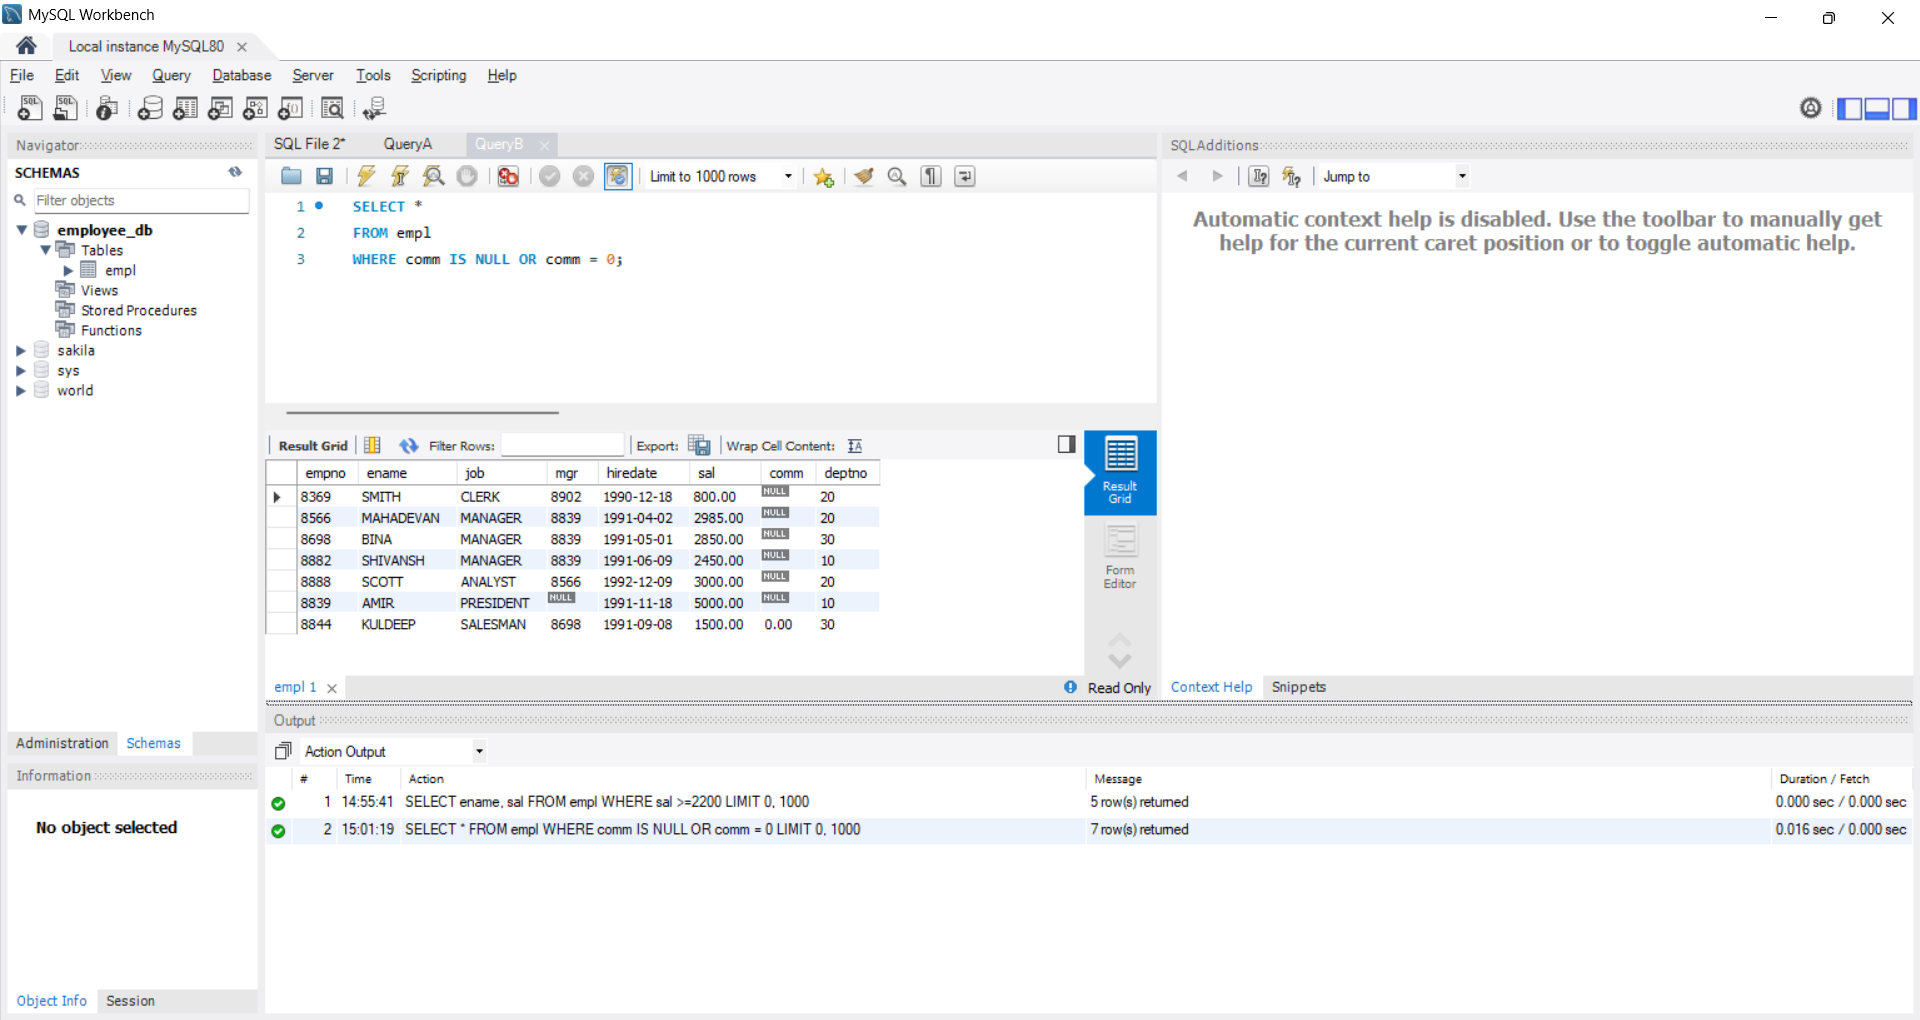 MySQL Workbench
Local instance MySQL80
File Edit View Query Database Server Tools Scripting Help
Navigator
SCHEMAS
Filter objects
employee_db
Tables
empl
Views
Stored Procedures
Functions
sakila
sys
world
Administration Schemas
Information
No object selected
Object Info Session
SQL File 2* QueryA QueryB
Limit to 1000 rows
1 SELECT *
2 FROM empl
3 WHERE comm IS NULL OR comm = 0;
Result Grid Filter Rows: Export: Wrap Cell Content:
empno ename job mgr hiredate sal comm deptno
8369 SMITH CLERK 8902 1990-12-18 800.00 NULL 20
8566 MAHADEVAN MANAGER 8839 1991-04-02 2985.00 NULL 20
8698 BINA MANAGER 8839 1991-05-01 2850.00 NULL 30
8882 SHIVANSH MANAGER 8839 1991-06-09 2450.00 NULL 10
8888 SCOTT ANALYST 8566 1992-12-09 3000.00 NULL 20
8839 AMIR PRESIDENT NULL 1991-11-18 5000.00 NULL 10
8844 KULDEEP SALESMAN 8698 1991-09-08 1500.00 0.00 30
Result
Grid
Form
Editor
empl 1
Read Only
SQLAdditions
Jump to
Automatic context help is disabled. Use the toolbar to manually get
help for the current caret position or to toggle automatic help.
Context Help Snippets
Output
Action Output
# Time Action Message Duration / Fetch
1 14:55:41 SELECT ename, sal FROM empl WHERE sal >=2200 LIMIT 0, 1000 5 row(s) returned 0.000 sec / 0.000 sec
2 15:01:19 SELECT * FROM empl WHERE comm IS NULL OR comm = 0 LIMIT 0, 1000 7 row(s) returned 0.016 sec / 0.000 sec